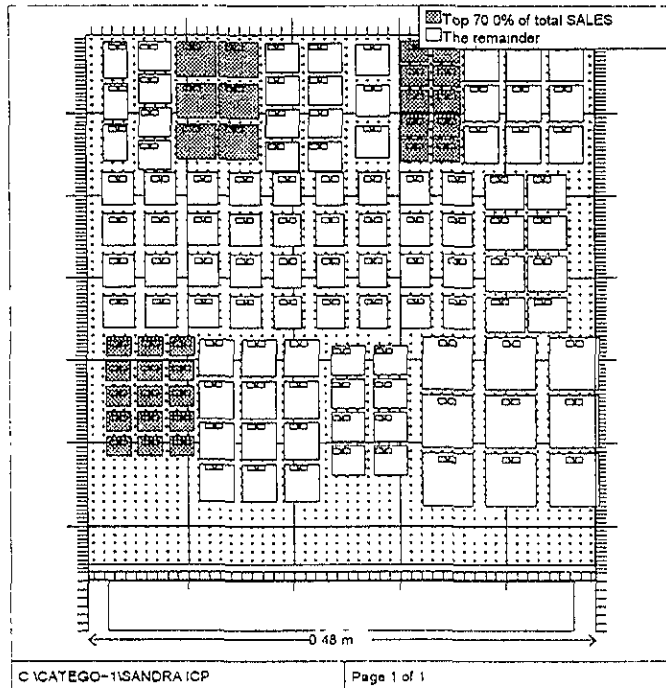 Top 70 0% of total SALES
The remainder
0 48 m
C \CATEGO~1\SANDRA ICP
Page 1 of 1